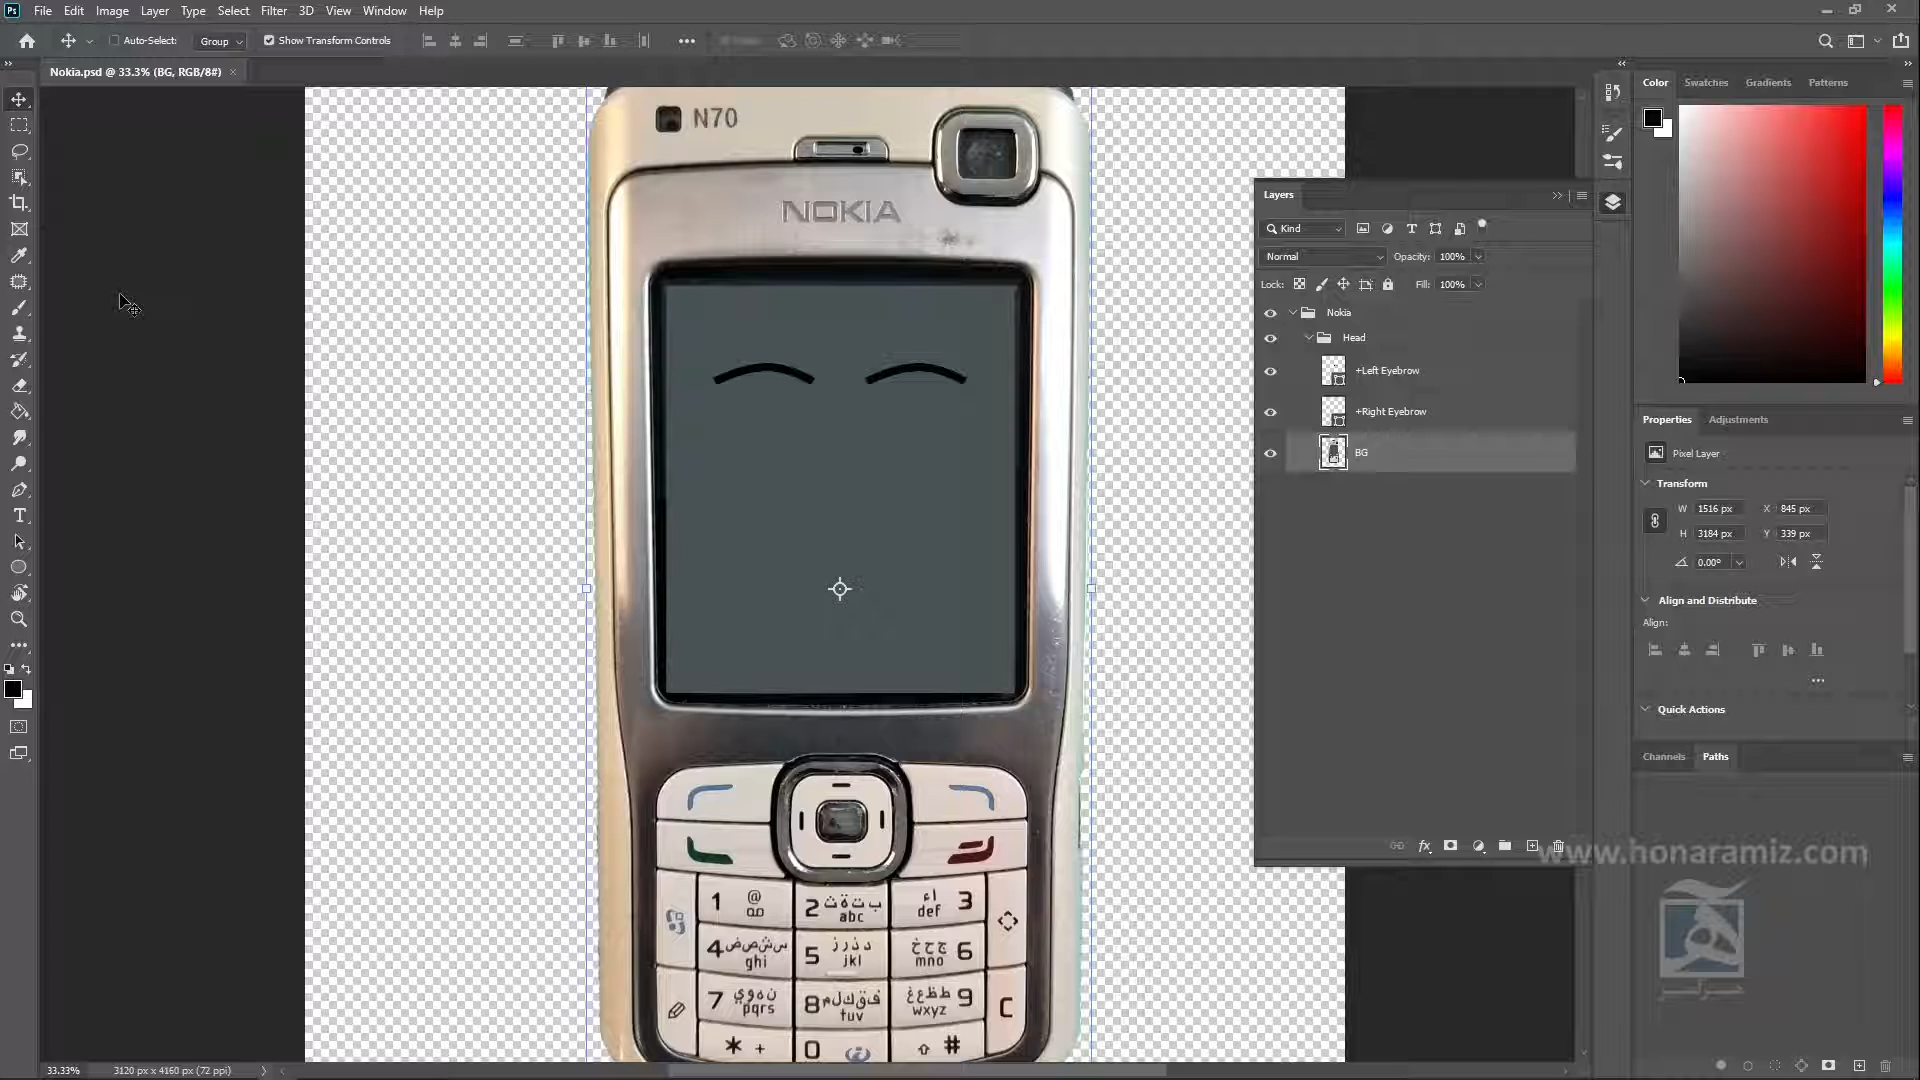 Ps File Edit Image Layer Type Select Filter 3D View Window Help
Auto-Select: Group Show Transform Controls
Nokia.psd @ 33.3% (BG, RGB/8#)
N70
NOKIA
1 @
2 ب ت ة ث abc
أء def 3
4 س ش ص ض ghi
5 د ذ ر ز jkl
ج ح خ mno 6
7 ن ه و ي pqrs
8 ف ق ك ل م tuv
ط ظ ع غ wxyz 9
C
* +
0
#
Layers
Kind
Normal Opacity: 100%
Lock: Fill: 100%
Nokia
Head
+Left Eyebrow
+Right Eyebrow
BG
fx
Color Swatches Gradients Patterns
Properties Adjustments
Pixel Layer
Transform
W 1516 px X 845 px
H 3184 px Y 339 px
0.00°
Align and Distribute
Align:
Quick Actions
Channels Paths
www.honaramiz.com
33.33% 3120 px x 4160 px (72 ppi)